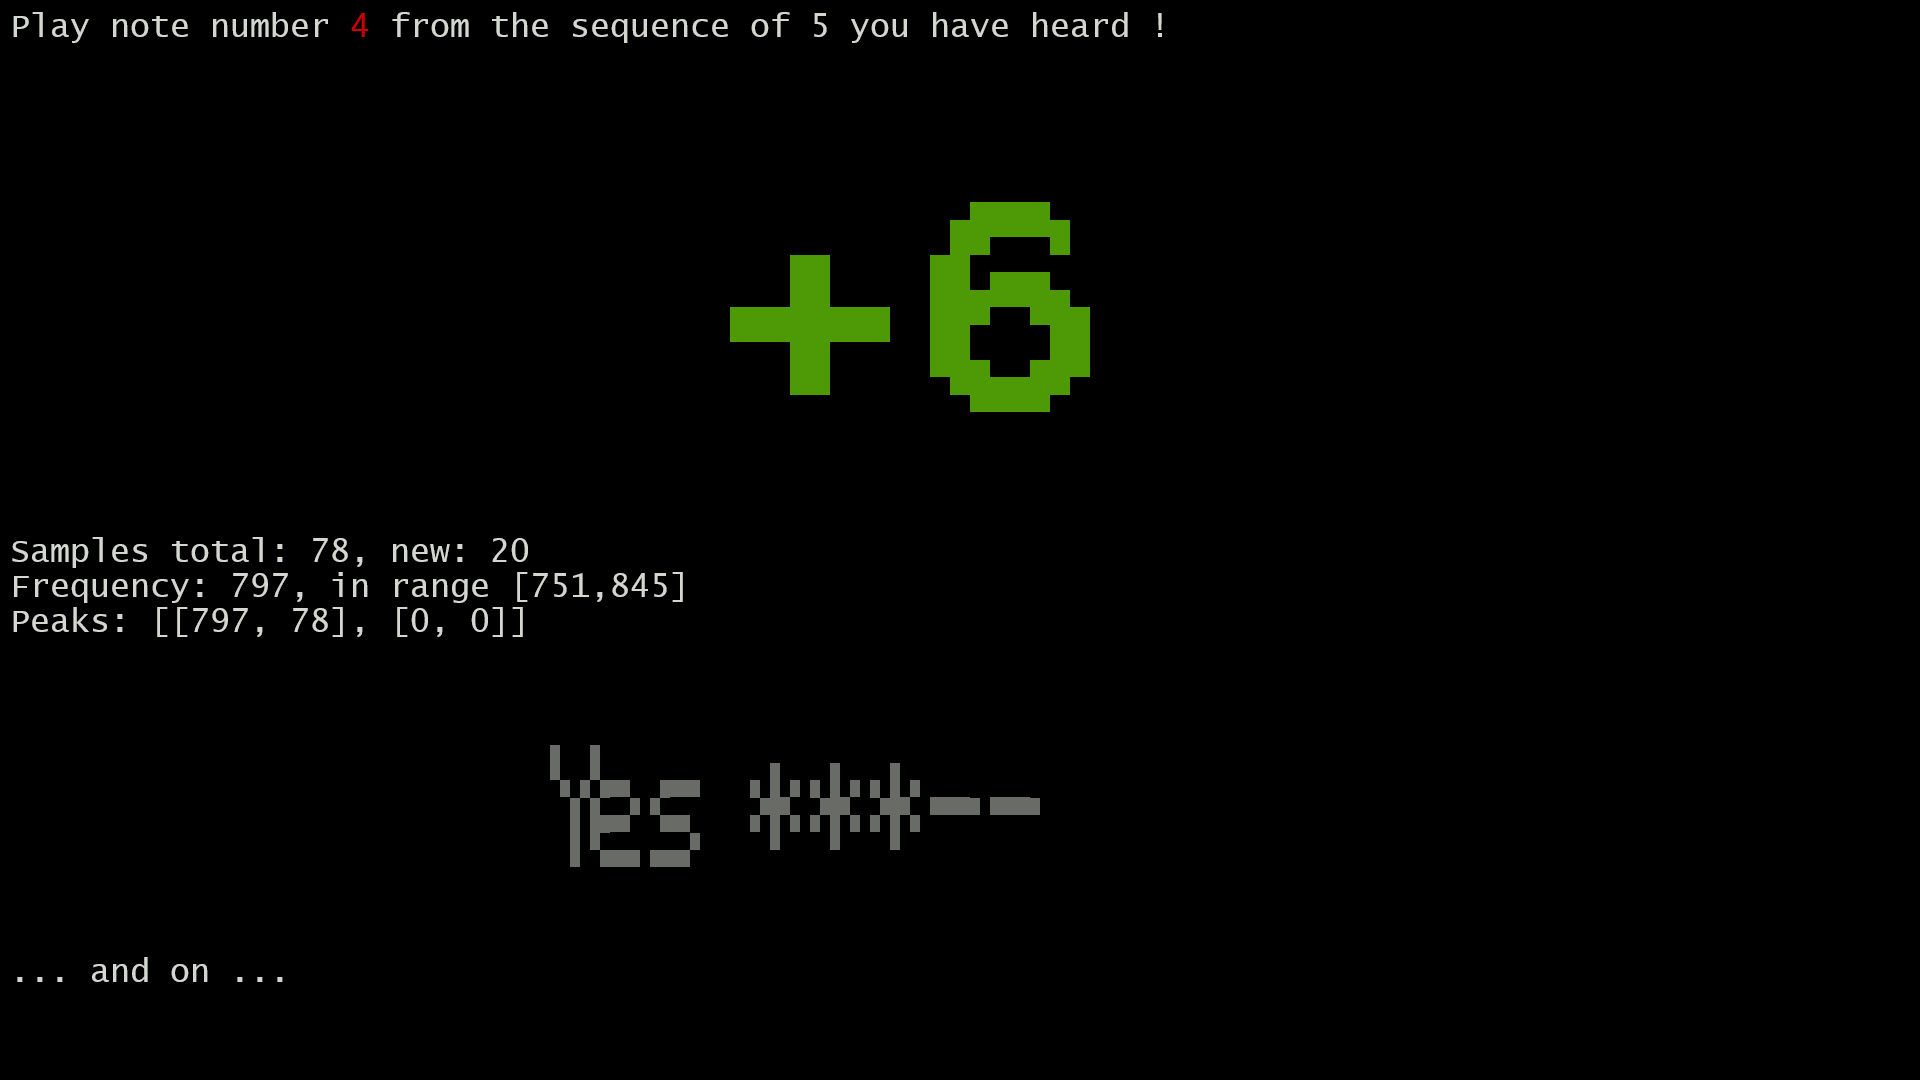 Play note number 4 from the sequence of 5 you have heard !
+6
Samples total: 78, new: 20
Frequency: 797, in range [751,845]
Peaks: [[797, 78], [0, 0]]
Yes ***--
... and on ...